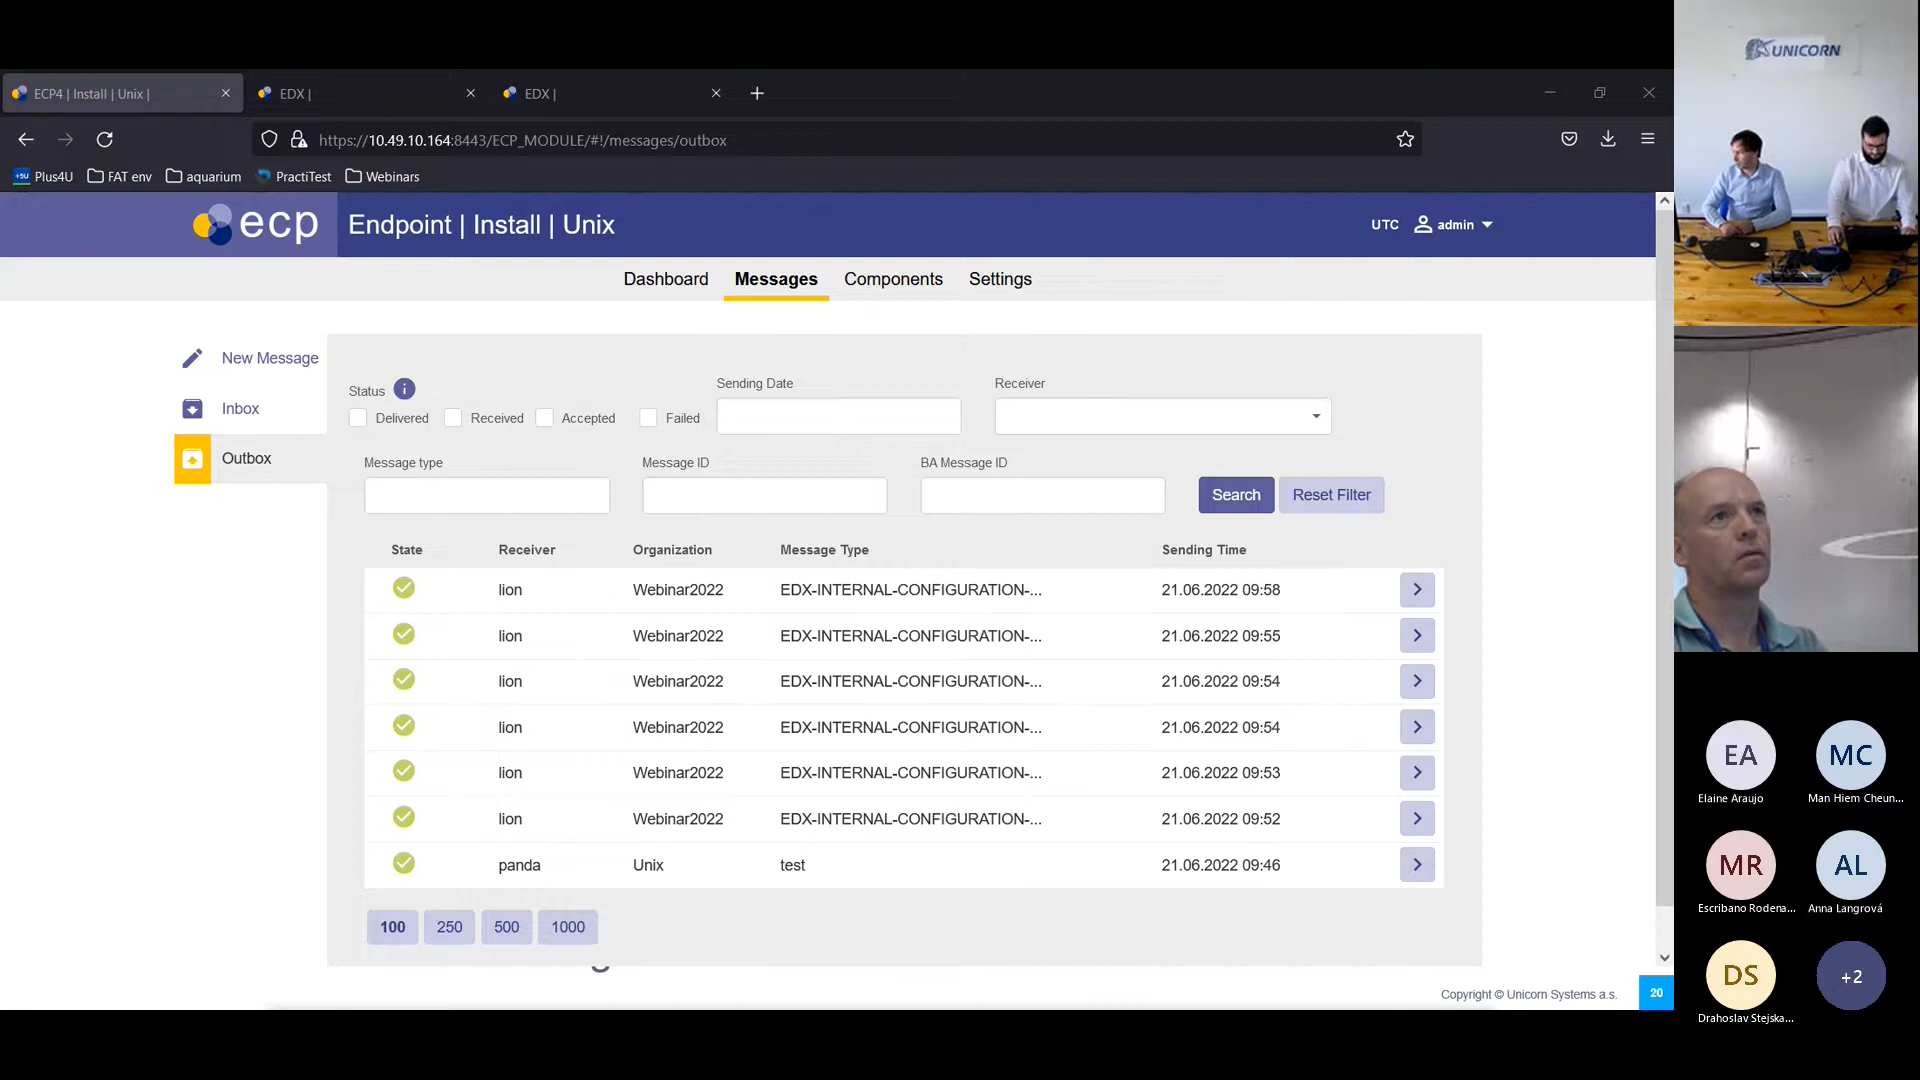 ECP4 | Install | Unix |
EDX |
EDX |
https://10.49.10.164:8443/ECP_MODULE/#!/messages/outbox
+5U Plus4U FAT env aquarium PractiTest Webinars
ecp Endpoint | Install | Unix UTC admin
Dashboard Messages Components Settings
New Message
Inbox
Outbox
Status i Sending Date Receiver
Delivered Received Accepted Failed
Message type Message ID BA Message ID
Search Reset Filter
State Receiver Organization Message Type Sending Time
lion Webinar2022 EDX-INTERNAL-CONFIGURATION-... 21.06.2022 09:58
lion Webinar2022 EDX-INTERNAL-CONFIGURATION-... 21.06.2022 09:55
lion Webinar2022 EDX-INTERNAL-CONFIGURATION-... 21.06.2022 09:54
lion Webinar2022 EDX-INTERNAL-CONFIGURATION-... 21.06.2022 09:54
lion Webinar2022 EDX-INTERNAL-CONFIGURATION-... 21.06.2022 09:53
lion Webinar2022 EDX-INTERNAL-CONFIGURATION-... 21.06.2022 09:52
panda Unix test 21.06.2022 09:46
100 250 500 1000
Copyright © Unicorn Systems a.s. 20
UNICORN
EA MC
Elaine Araujo Man Hiem Cheun...
MR AL
Escribano Rodena... Anna Langrová
DS +2
Drahoslav Stejska...